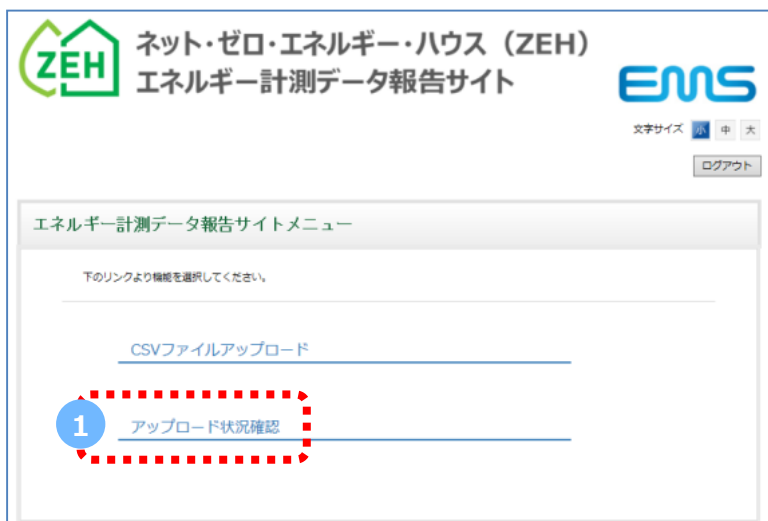 ZEH
ネット・ゼロ・エネルギー・ハウス（ZEH）
エネルギー計測データ報告サイト
EMS
文字サイズ 小 中 大
ログアウト
エネルギー計測データ報告サイトメニュー
下のリンクより機能を選択してください。
CSVファイルアップロード
1 アップロード状況確認